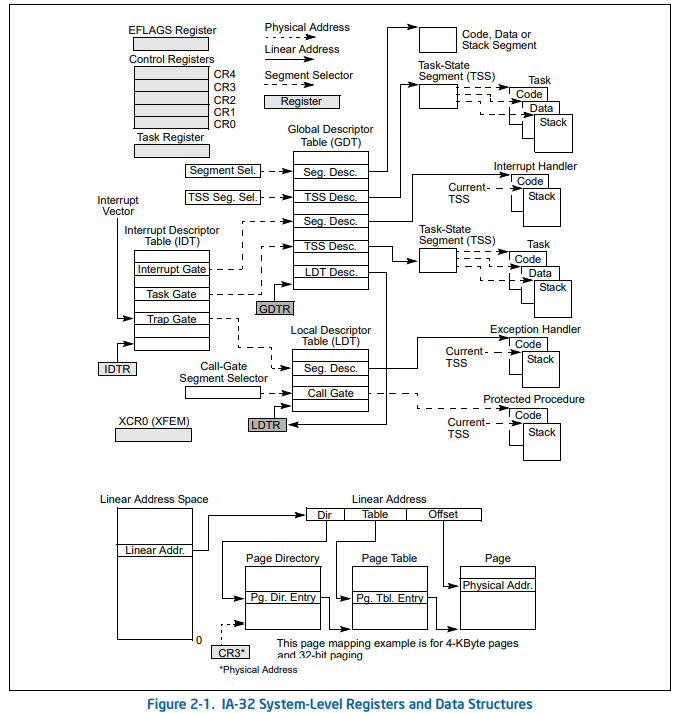 EFLAGS Register
Physical Address
Code, Data or
Stack Segment
Control Registers
Linear Address
CR4
CR3
CR2
CR1
CR0
Segment Selector
Task-State
Segment (TSS)
Task
Code
Data
Stack
Register
Task Register
Global Descriptor
Table (GDT)
Segment Sel.
Seg. Desc.
Interrupt Handler
Code
Current
TSS
Stack
TSS Seg. Sel.
TSS Desc.
Interrupt
Vector
Seg. Desc.
Interrupt Descriptor
Table (IDT)
TSS Desc.
Task-State
Segment (TSS)
Task
Code
Data
Stack
Interrupt Gate
LDT Desc.
Task Gate
GDTR
Trap Gate
Local Descriptor
Table (LDT)
Exception Handler
Code
Current
TSS
Stack
IDTR
Call-Gate
Segment Selector
Seg. Desc.
Call Gate
Protected Procedure
Code
Current
TSS
Stack
XCR0 (XFEM)
LDTR
Linear Address Space
Linear Address
Dir
Table
Offset
Linear Addr.
Page Directory
Page Table
Page
Physical Addr.
Pg. Dir. Entry
Pg. Tbl. Entry
0
CR3*
This page mapping example is for 4-KByte pages
and 32-bit paging
*Physical Address
Figure 2-1. IA-32 System-Level Registers and Data Structures